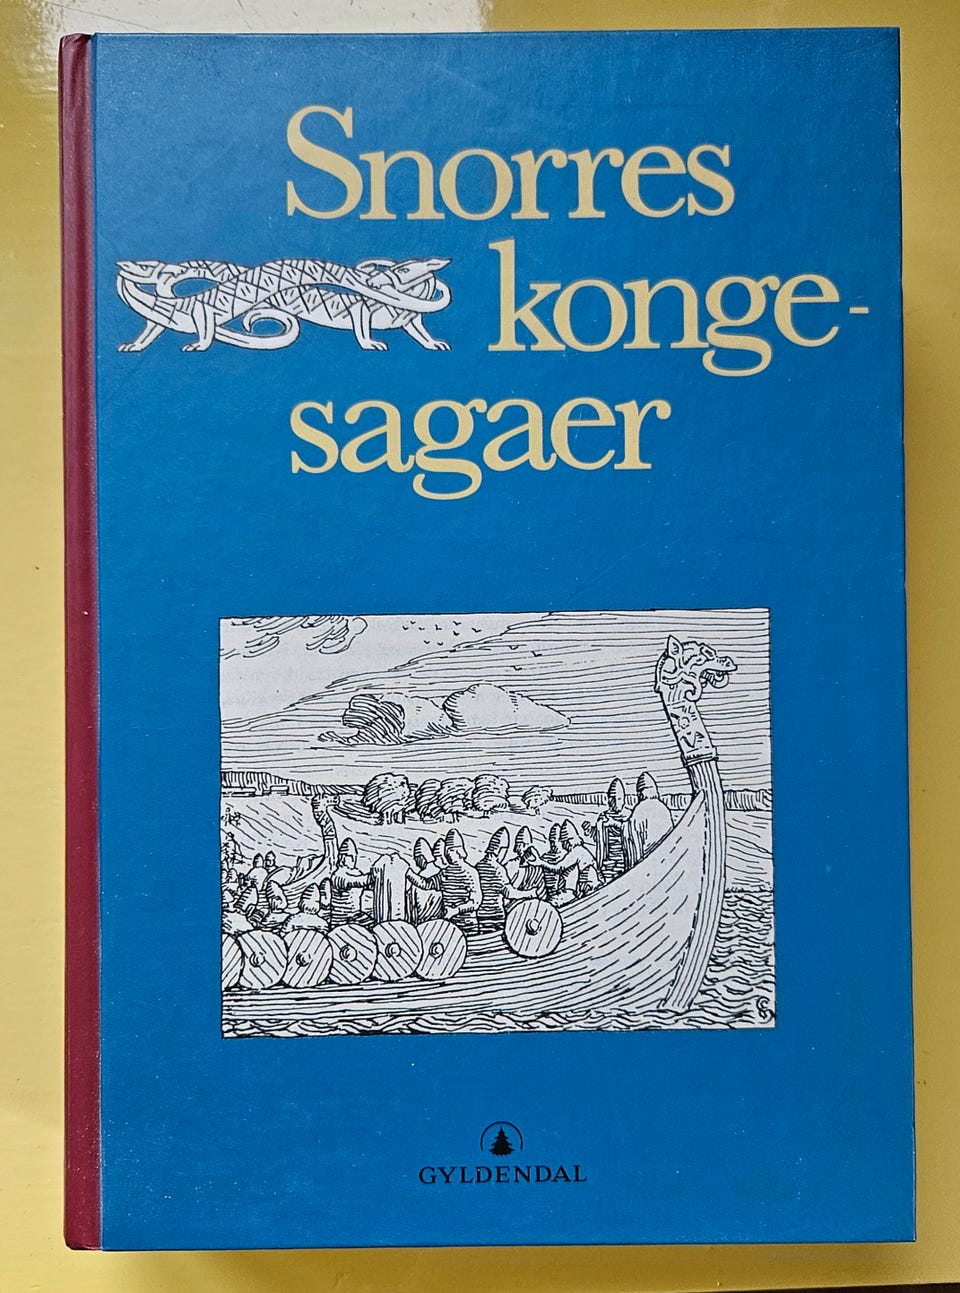 Snorres
konge-
sagaer
GYLDENDAL